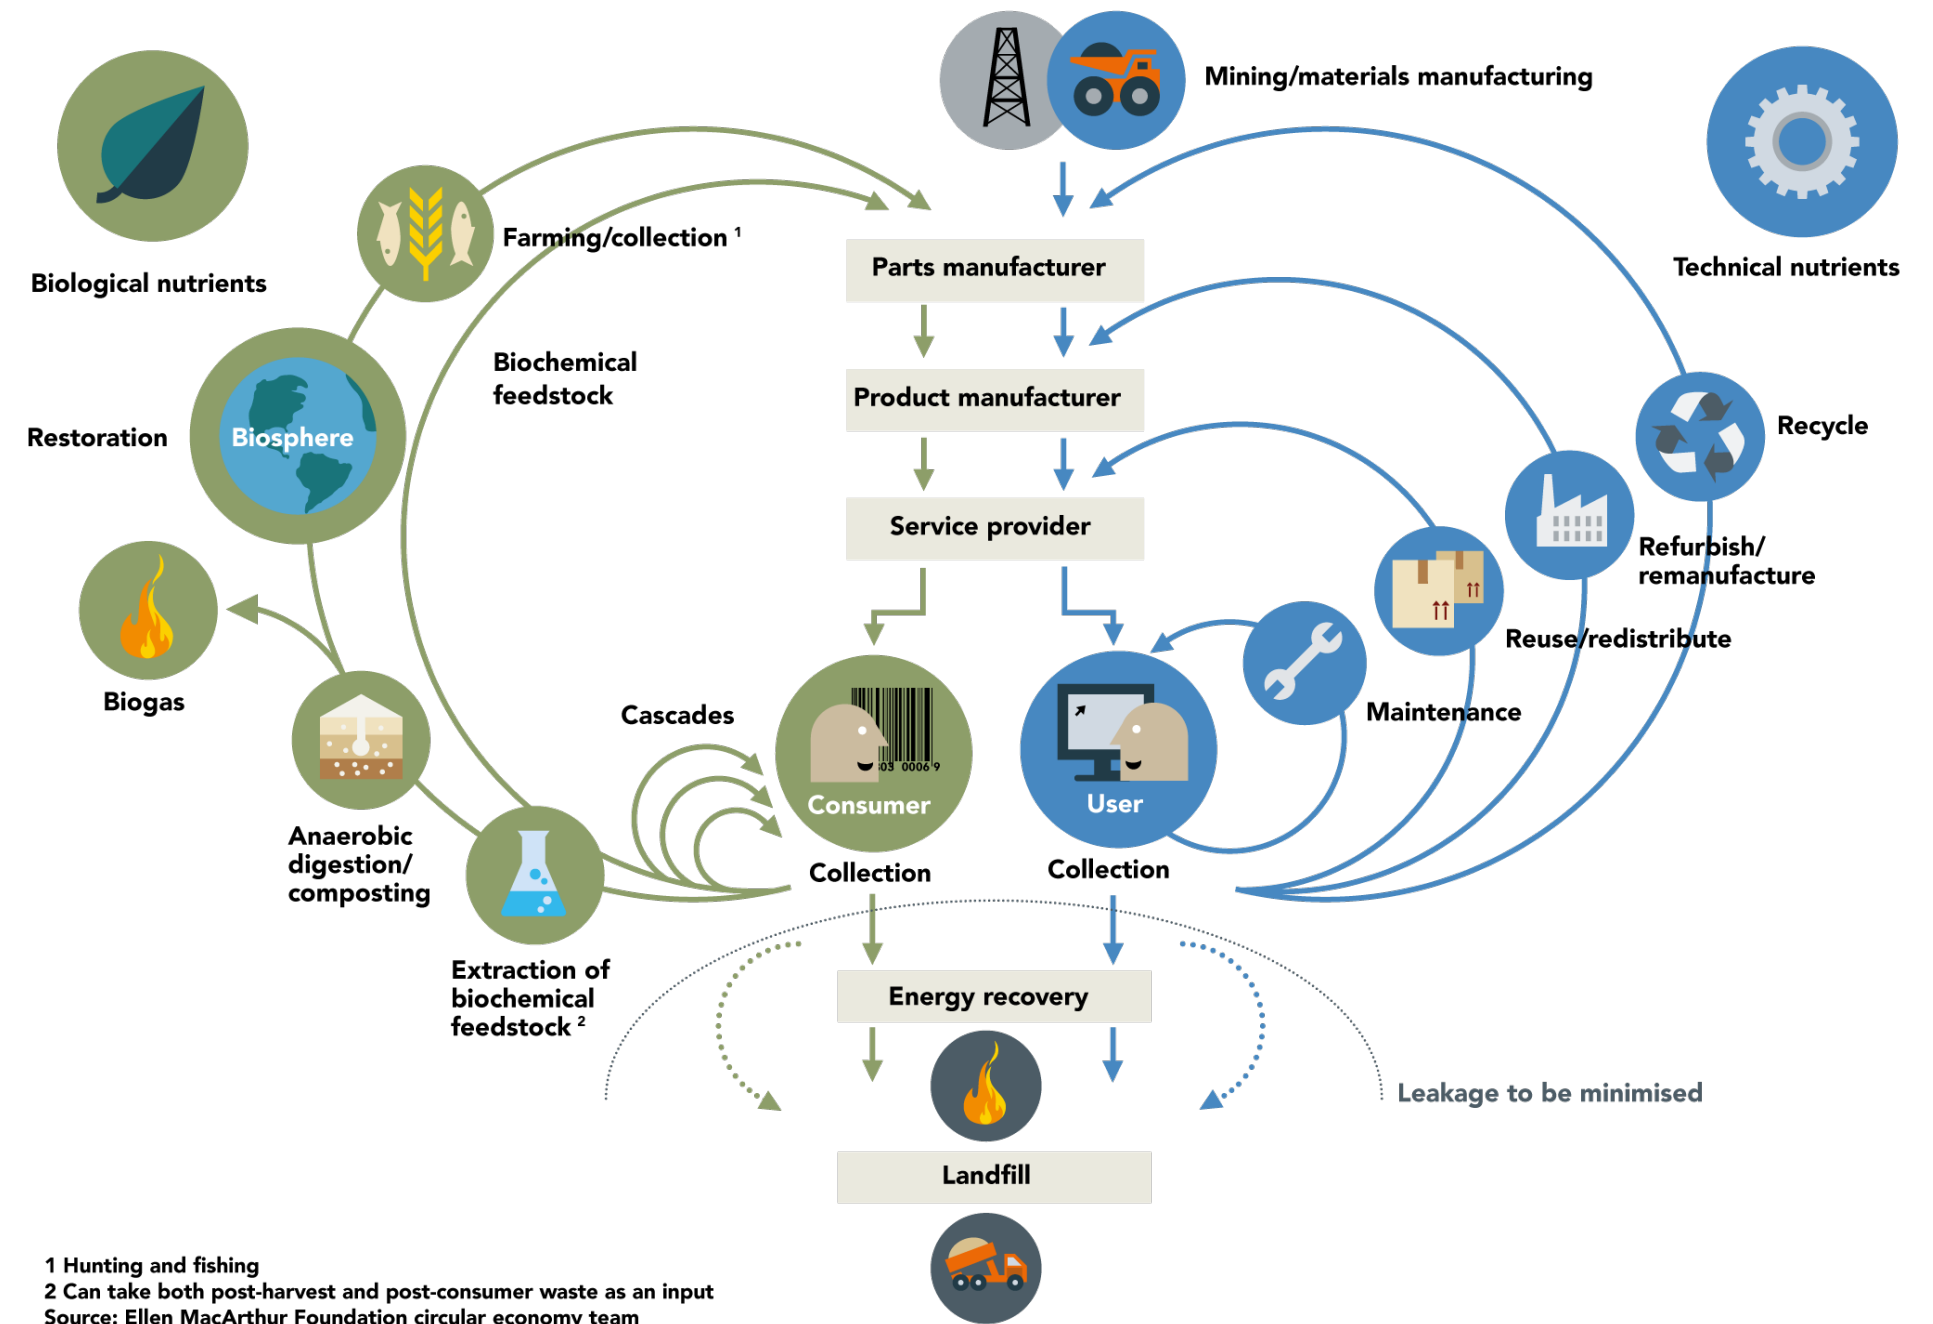 Mining/materials manufacturing
Biological nutrients
Technical nutrients
Farming/collection 1
Parts manufacturer
Biochemical
feedstock
Product manufacturer
Restoration
Biosphere
Recycle
Service provider
Refurbish/
remanufacture
Reuse/redistribute
Biogas
Cascades
Maintenance
03 0006 9
Consumer
User
Anaerobic
digestion/
composting
Collection
Collection
Extraction of
biochemical
feedstock 2
Energy recovery
Leakage to be minimised
Landfill
1 Hunting and fishing
2 Can take both post-harvest and post-consumer waste as an input
Source: Ellen MacArthur Foundation circular economy team